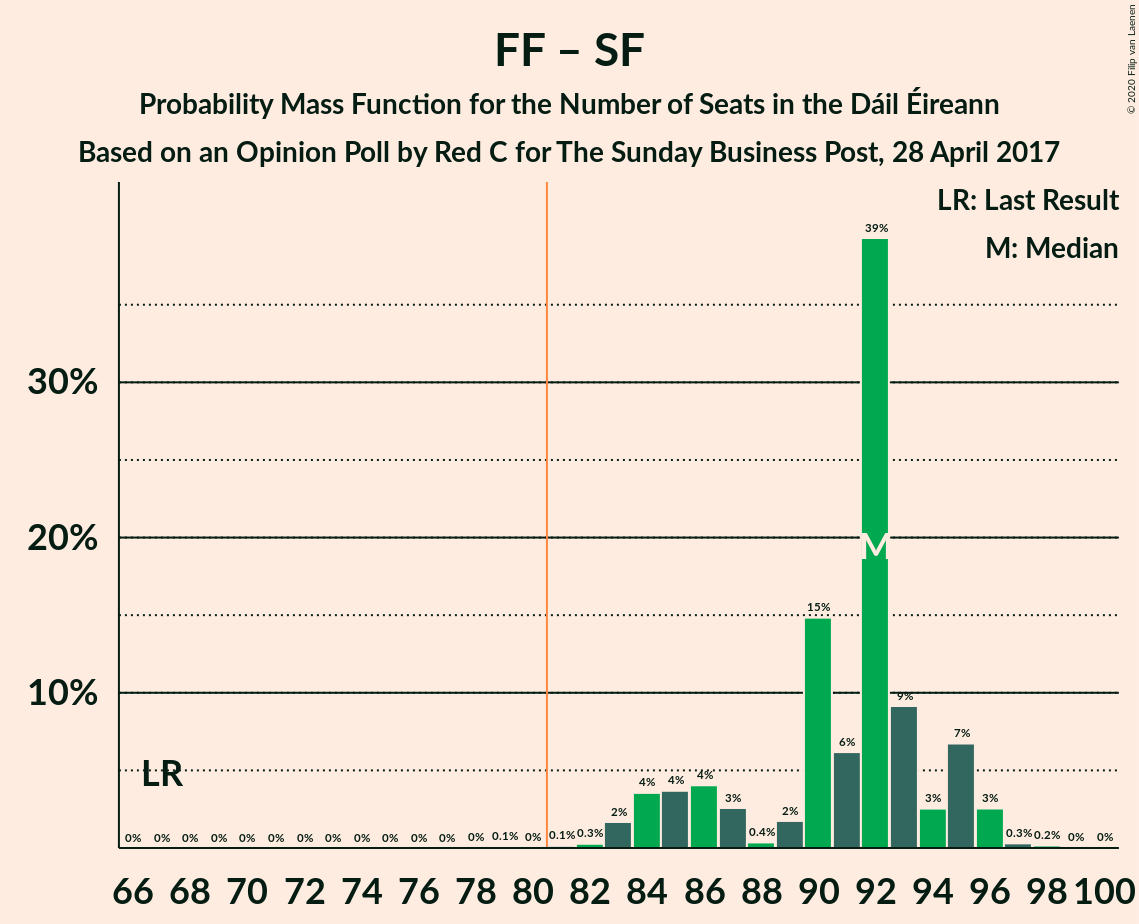 FF – SF
Probability Mass Function for the Number of Seats in the Dáil Éireann
Based on an Opinion Poll by Red C for The Sunday Business Post, 28 April 2017
© 2020 Filip van Laenen
LR: Last Result
M: Median
30%
20%
10%
LR
M
0% 0% 0% 0% 0% 0% 0% 0% 0% 0% 0% 0% 0% 0.1% 0% 0.1% 0.3% 2% 4% 4% 4% 3% 0.4% 2% 15% 6% 39% 9% 3% 7% 3% 0.3% 0.2% 0% 0%
66 68 70 72 74 76 78 80 82 84 86 88 90 92 94 96 98 100